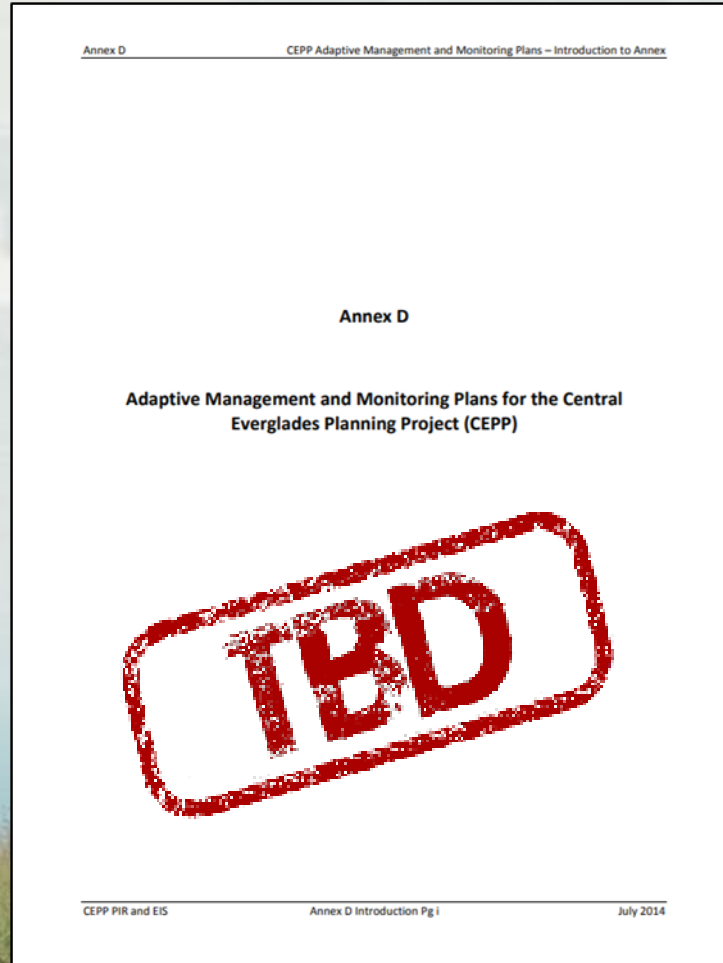 Annex D CEPP Adaptive Management and Monitoring Plans – Introduction to Annex
Annex D
Adaptive Management and Monitoring Plans for the Central
Everglades Planning Project (CEPP)
TBD
CEPP PIR and EIS Annex D Introduction Pg i July 2014